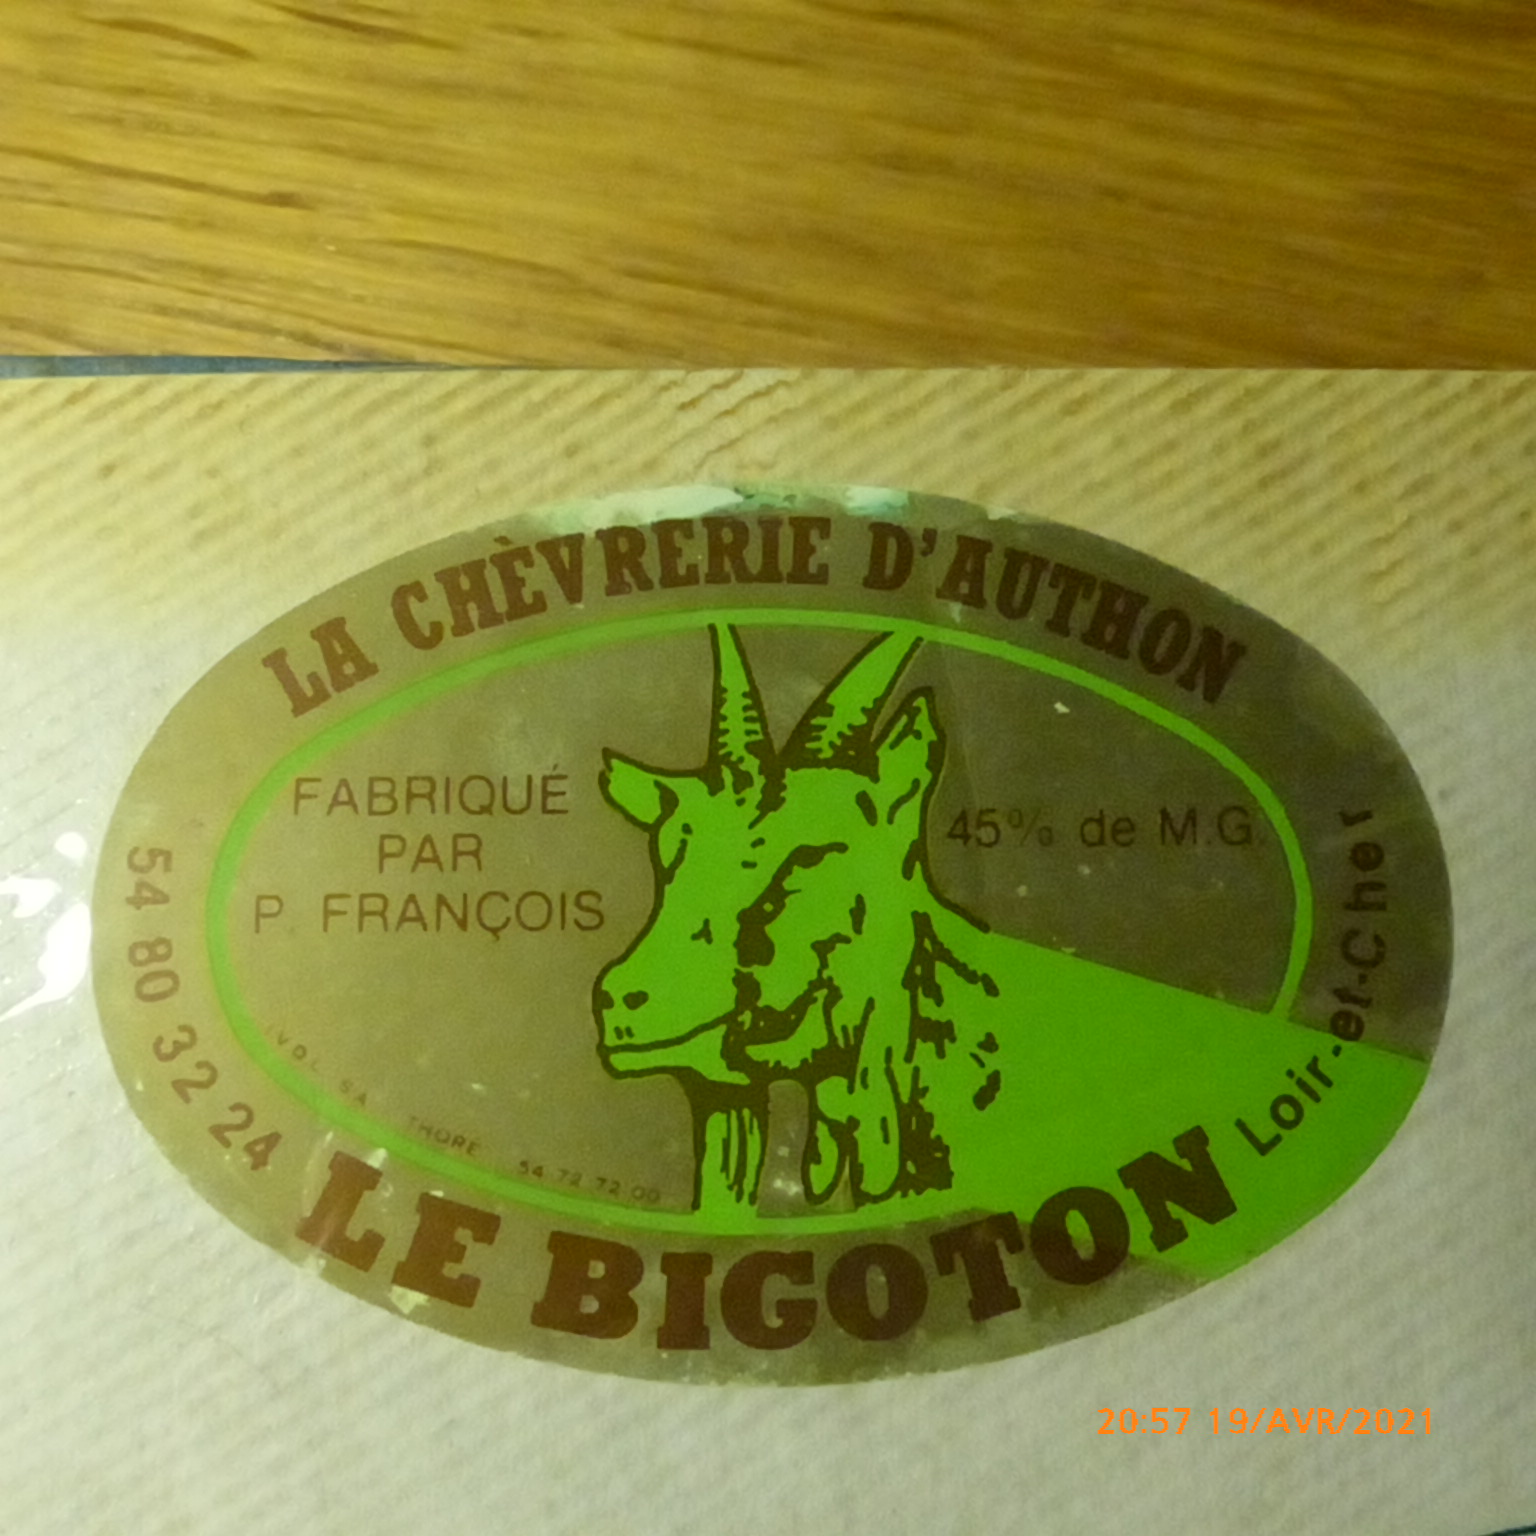 LA CHÈVRERIE D'AUTHON
FABRIQUÉ
PAR
P. FRANÇOIS
45% de M.G.
54 80 32 24
VOL S.A. THORÉ 54 72 72 00
LE BIGOTON
Loir-et-Cher
20:57 19/AVR/2021